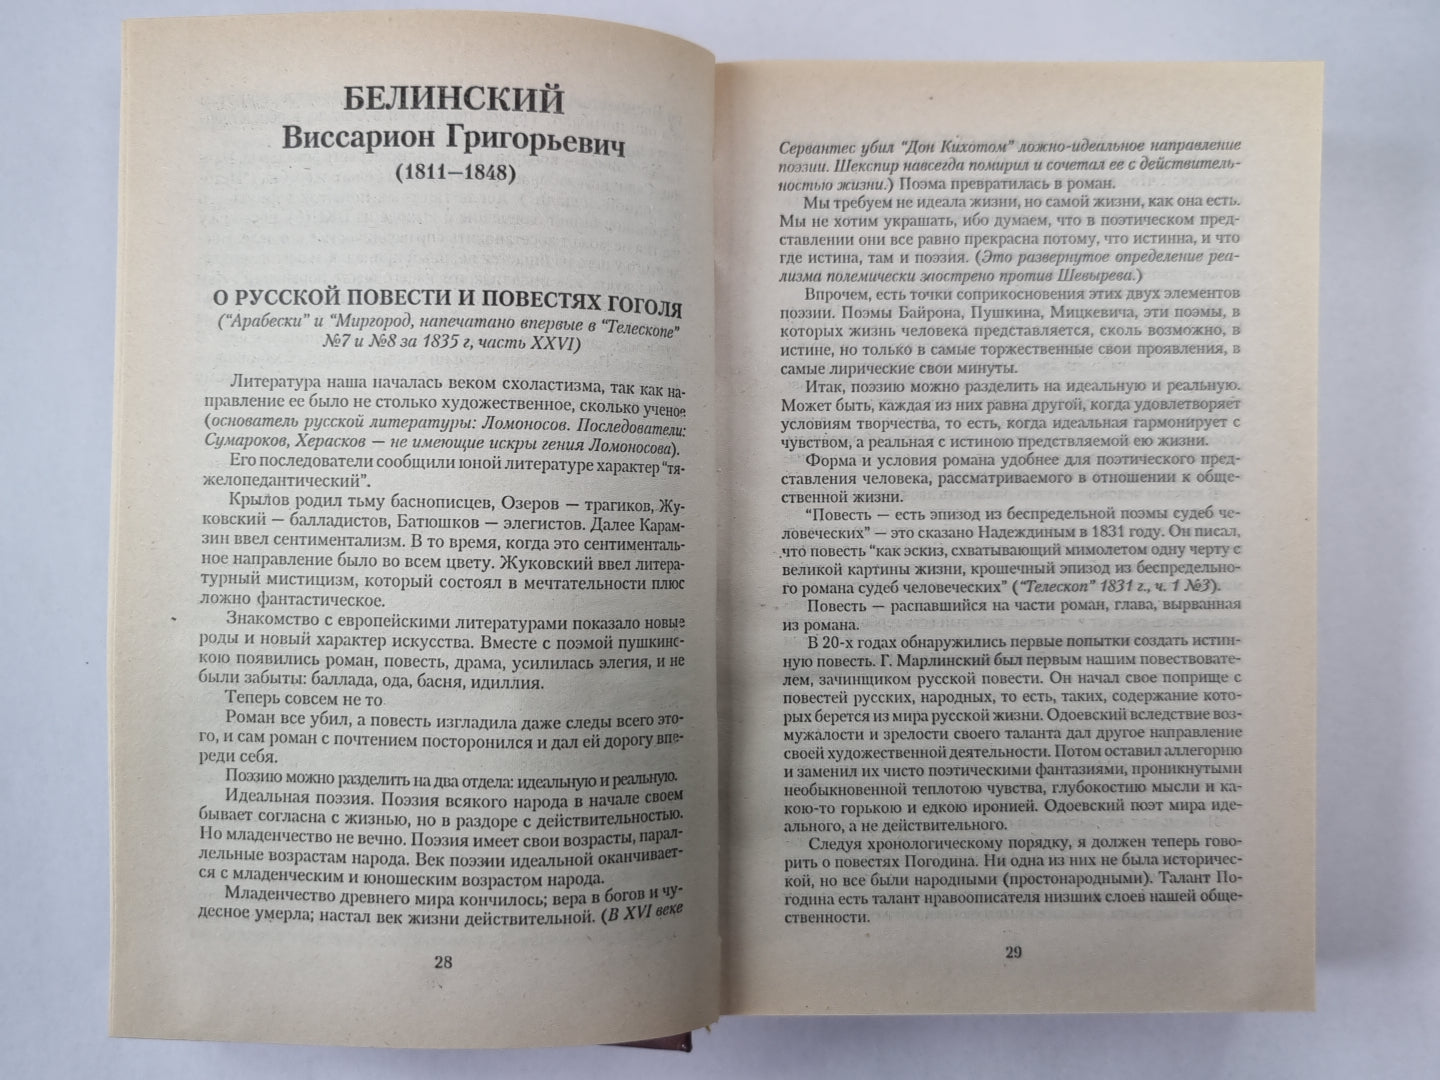 БЕЛИНСКИЙ
Виссарион Григорьевич
(1811—1848)
О РУССКОЙ ПОВЕСТИ И ПОВЕСТЯХ ГОГОЛЯ
(“Арабески” и “Миргород, напечатано впервые в “Телескопе”
№7 и №8 за 1835 г, часть XXVI)
Литература наша началась веком схоластизма, так как на-
правление ее было не столько художественное, сколько ученое
(основатель русской литературы: Ломоносов. Последователи:
Сумароков, Херасков — не имеющие искры гения Ломоносова).
Его последователи сообщили юной литературе характер “тя-
желопедантический”.
Крылов родил тьму баснописцев, Озеров — трагиков, Жу-
ковский — балладистов, Батюшков — элегистов. Далее Карам-
зин ввел сентиментализм. В то время, когда это сентименталь-
ное направление было во всем цвету. Жуковский ввел литера-
турный мистицизм, который состоял в мечтательности плюс
ложно фантастическое.
Знакомство с европейскими литературами показало новые
роды и новый характер искусства. Вместе с поэмой пушкинс-
кою появились роман, повесть, драма, усилилась элегия, и не
были забыты: баллада, ода, басня, идиллия.
Теперь совсем не то
Роман все убил, а повесть изгладила даже следы всего это-
го, и сам роман с почтением посторонился и дал ей дорогу впе-
реди себя.
Поэзию можно разделить на два отдела: идеальную и реальную.
Идеальная поэзия. Поэзия всякого народа в начале своем
бывает согласна с жизнью, но в раздоре с действительностью.
Но младенчество не вечно. Поэзия имеет свои возрасты, парал-
лельные возрастам народа. Век поэзии идеальной оканчивает-
ся с младенческим и юношеским возрастом народа.
Младенчество древнего мира кончилось; вера в богов и чу-
десное умерла; настал век жизни действительной. (В XVI веке
28
Сервантес убил “Дон Кихотом” ложно-идеальное направление
поэзии. Шекспир навсегда помирил и сочетал ее с действитель-
ностью жизни.) Поэма превратилась в роман.
Мы требуем не идеала жизни, но самой жизни, как она есть.
Мы не хотим украшать, ибо думаем, что в поэтическом пред-
ставлении они все равно прекрасна потому, что истинна, и что
где истина, там и поэзия. (Это развернутое определение реа-
лизма полемически заострено против Шевырева.)
Впрочем, есть точки соприкосновения этих двух элементов
поэзии. Поэмы Байрона, Пушкина, Мицкевича, эти поэмы, в
которых жизнь человека представляется, сколь возможно, в
истине, но только в самые торжественные свои проявления, в
самые лирические свои минуты.
Итак, поэзию можно разделить на идеальную и реальную.
Может быть, каждая из них равна другой, когда удовлетворяет
условиям творчества, то есть, когда идеальная гармонирует с
чувством, а реальная с истиною предствляемой ею жизни.
Форма и условия романа удобнее для поэтического пред-
ставления человека, рассматриваемого в отношении к обще-
ственной жизни.
“Повесть — есть эпизод из беспредельной поэмы судеб че-
ловеческих” — это сказано Надеждиным в 1831 году. Он писал,
что повесть “как эскиз, схватывающий мимолетом одну черту с
великой картины жизни, крошечный эпизод из беспредельно-
го романа судеб человеческих” (“Телескоп” 1831 г., ч. 1 №3).
Повесть — распавшийся на части роман, глава, вырванная
из романа.
В 20-х годах обнаружились первые попытки создать истин-
ную повесть. Г. Марлинский был первым нашим повествовате-
лем, зачинщиком русской повести. Он начал свое поприще с
повестей русских, народных, то есть, таких, содержание кото-
рых берется из мира русской жизни. Одоевский вследствие воз-
мужалости и зрелости своего таланта дал другое направление
своей художественной деятельности. Потом оставил аллегорию
и заменил их чисто поэтическими фантазиями, проникнутыми
необыкновенной теплотою чувства, глубокостию мысли и ка-
кою-то горькою и едкою иронией. Одоевский поэт мира иде-
ального, а не действительного.
Следуя хронологическому порядку, я должен теперь гово-
рить о повестях Погодина. Ни одна из них не была историчес-
кой, но все были народными (простонародными). Талант По-
година есть талант нравоописателя низших слоев нашей обще-
ственности.
29